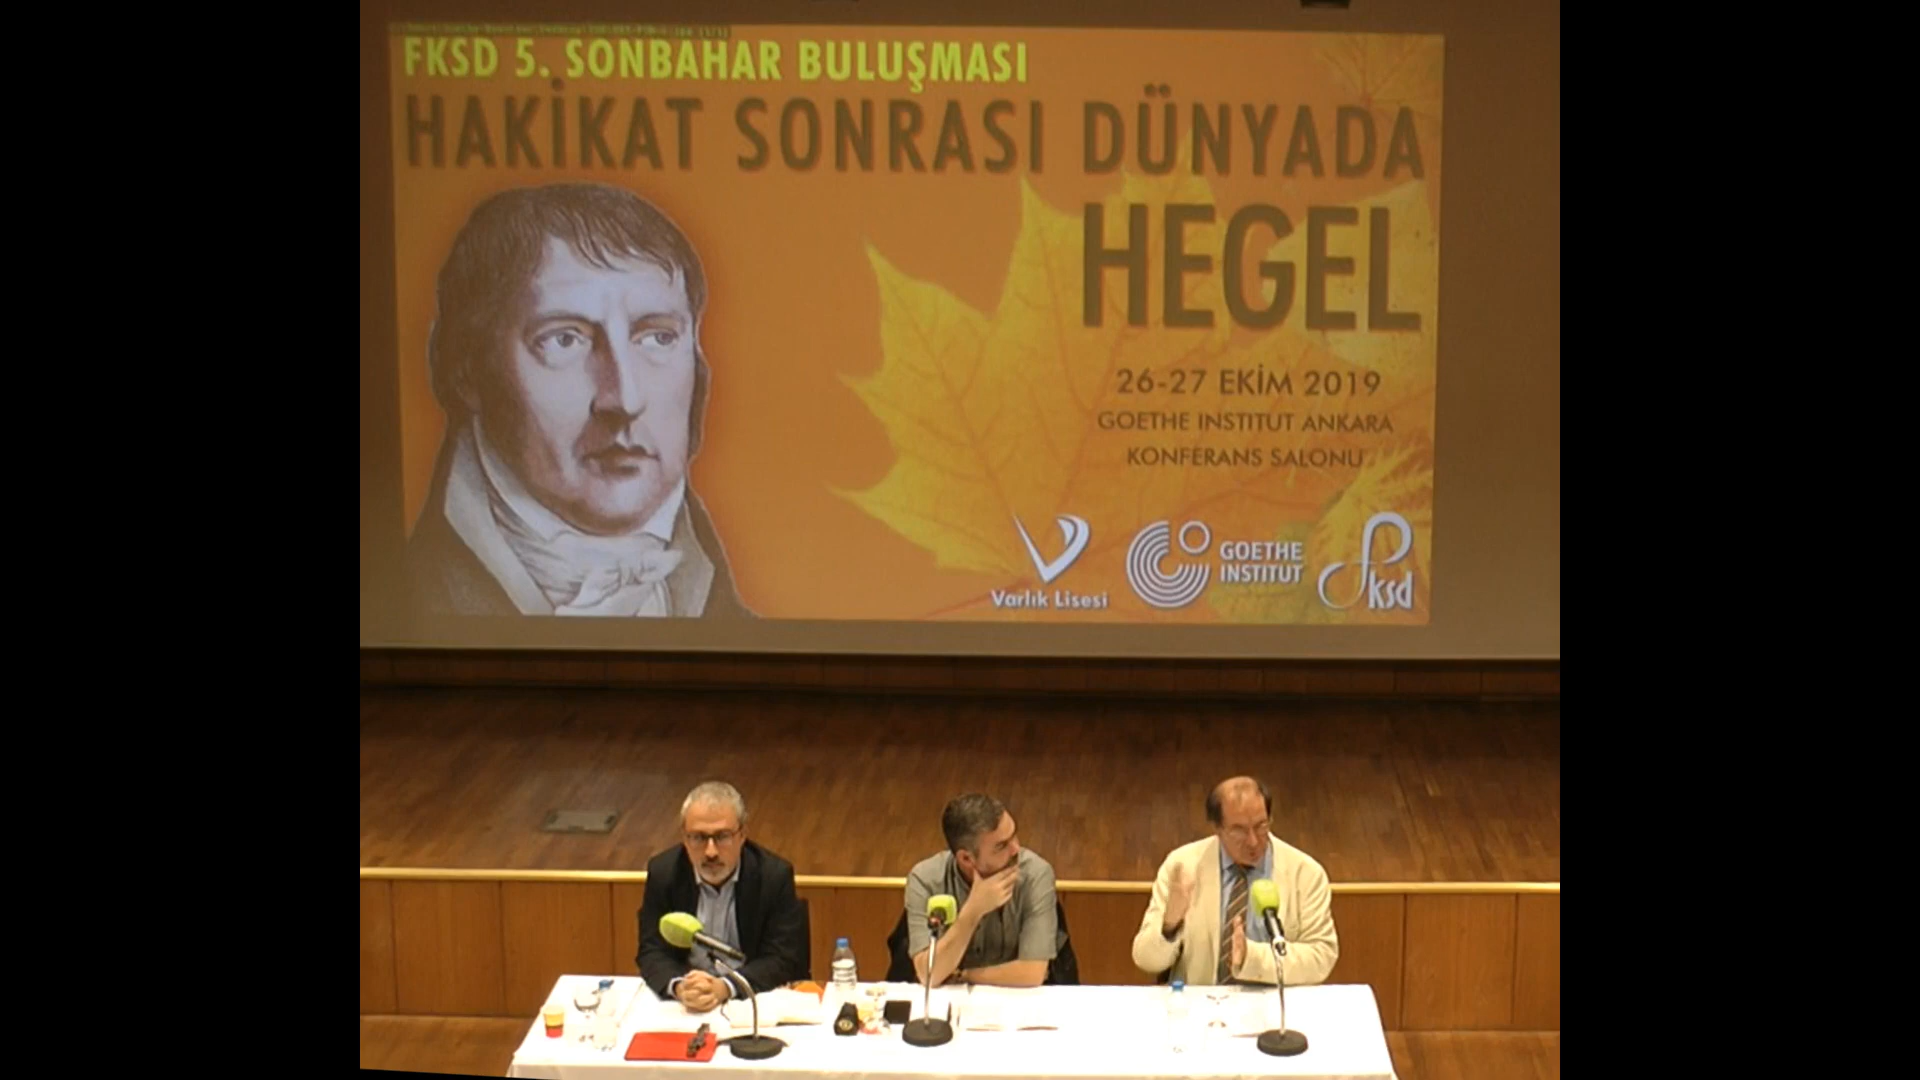 FKSD 5. SONBAHAR BULUŞMASI
HAKİKAT SONRASI DÜNYADA
HEGEL
26-27 EKİM 2019
GOETHE INSTITUT ANKARA
KONFERANS SALONU
Varlık Lisesi
GOETHE
INSTITUT
fksd